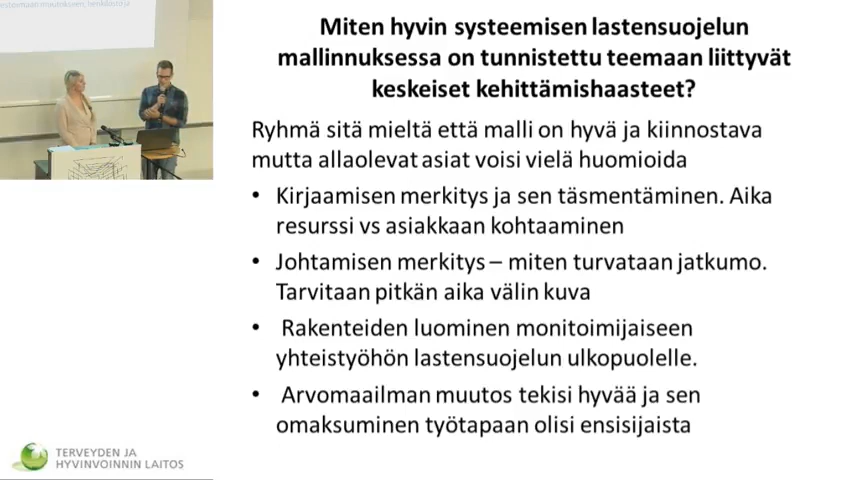 Miten hyvin systeemisen lastensuojelun
mallinnuksessa on tunnistettu teemaan liittyvät
keskeiset kehittämishaasteet?
Ryhmä sitä mieltä että malli on hyvä ja kiinnostava
mutta allaolevat asiat voisi vielä huomioida
• Kirjaamisen merkitys ja sen täsmentäminen. Aika
resurssi vs asiakkaan kohtaaminen
• Johtamisen merkitys – miten turvataan jatkumo.
Tarvitaan pitkän aika välin kuva
• Rakenteiden luominen monitoimijaiseen
yhteistyöhön lastensuojelun ulkopuolelle.
• Arvomaailman muutos tekisi hyvää ja sen
omaksuminen työtapaan olisi ensisijaista
TERVEYDEN JA
HYVINVOINNIN LAITOS